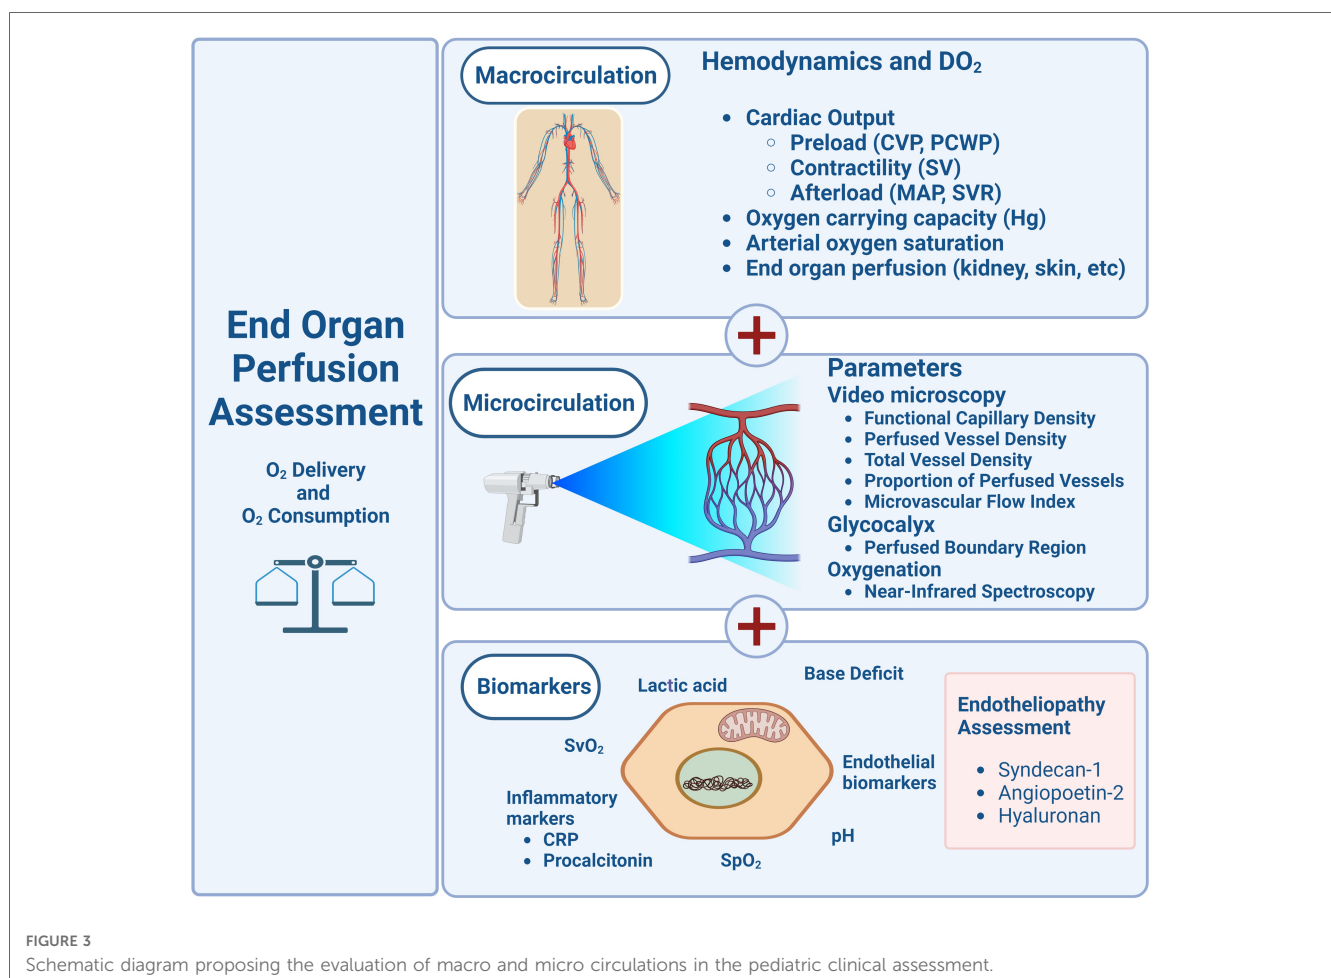 End Organ
Perfusion
Assessment
O₂ Delivery
and
O₂ Consumption
Macrocirculation
Hemodynamics and DO₂
• Cardiac Output
○ Preload (CVP, PCWP)
○ Contractility (SV)
○ Afterload (MAP, SVR)
• Oxygen carrying capacity (Hg)
• Arterial oxygen saturation
• End organ perfusion (kidney, skin, etc)
Microcirculation
Parameters
Video microscopy
• Functional Capillary Density
• Perfused Vessel Density
• Total Vessel Density
• Proportion of Perfused Vessels
• Microvascular Flow Index
Glycocalyx
• Perfused Boundary Region
Oxygenation
• Near-Infrared Spectroscopy
Biomarkers
Lactic acid
Base Deficit
SvO₂
Endothelial
biomarkers
Inflammatory
markers
• CRP
• Procalcitonin
pH
SpO₂
Endotheliopathy
Assessment
• Syndecan-1
• Angiopoetin-2
• Hyaluronan
FIGURE 3
Schematic diagram proposing the evaluation of macro and micro circulations in the pediatric clinical assessment.